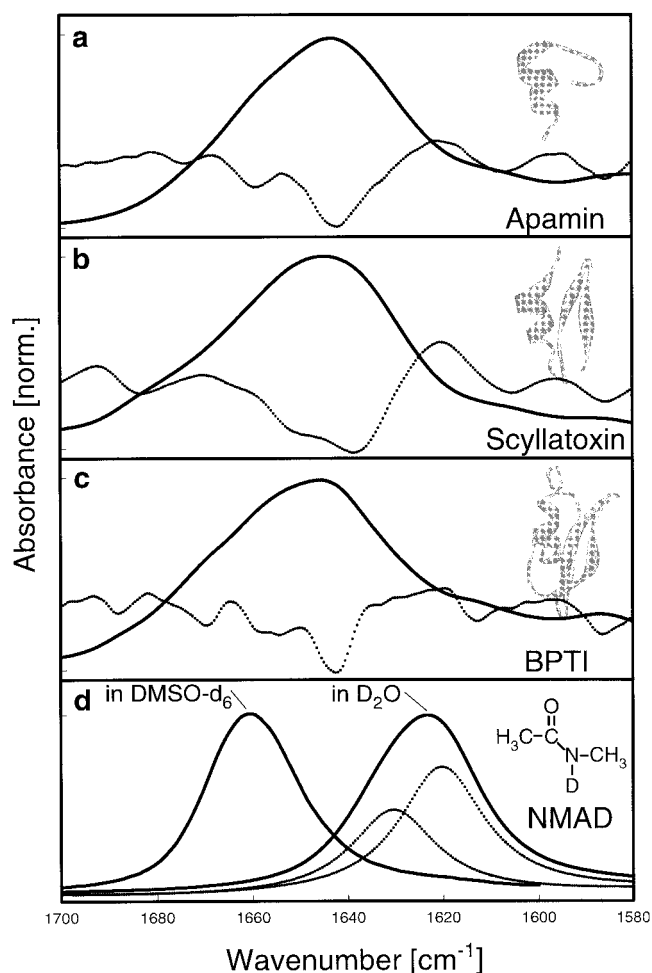 a
Apamin
b
Scyllatoxin
c
BPTI
d
in DMSO-d6
in D2O
O
H3C-C
N-CH3
D
NMAD
Absorbance [norm.]
1700 1680 1660 1640 1620 1600 1580
Wavenumber [cm-1]